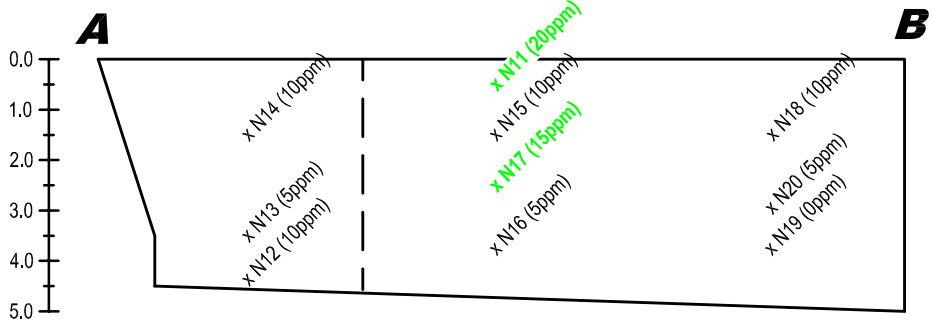 A
B
0.0
1.0
2.0
3.0
4.0
5.0
x N14 (10ppm)
x N13 (5ppm)
x N12 (10ppm)
x N11 (20ppm)
x N15 (10ppm)
x N17 (15ppm)
x N16 (5ppm)
x N18 (10ppm)
x N20 (5ppm)
x N19 (0ppm)